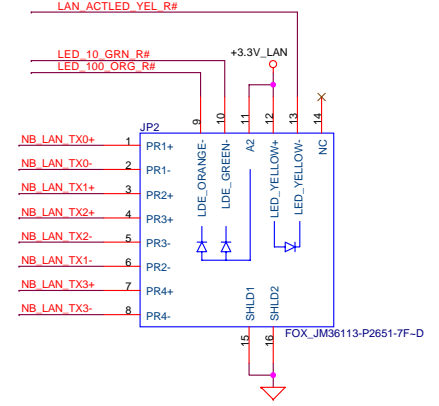 LAN_ACTLED_YEL_R#
LED_10_GRN_R#
LED_100_ORG_R#
+3.3V_LAN
9
10
11
12
13
14
JP2
LDE_ORANGE-
LDE_GREEN-
A2
LED_YELLOW+
LED_YELLOW-
NC
NB_LAN_TX0+ 1 PR1+
NB_LAN_TX0- 2 PR1-
NB_LAN_TX1+ 3 PR2+
NB_LAN_TX2+ 4 PR3+
NB_LAN_TX2- 5 PR3-
NB_LAN_TX1- 6 PR2-
NB_LAN_TX3+ 7 PR4+
NB_LAN_TX3- 8 PR4-
SHLD1
SHLD2
15
16
FOX_JM36113-P2651-7F~D